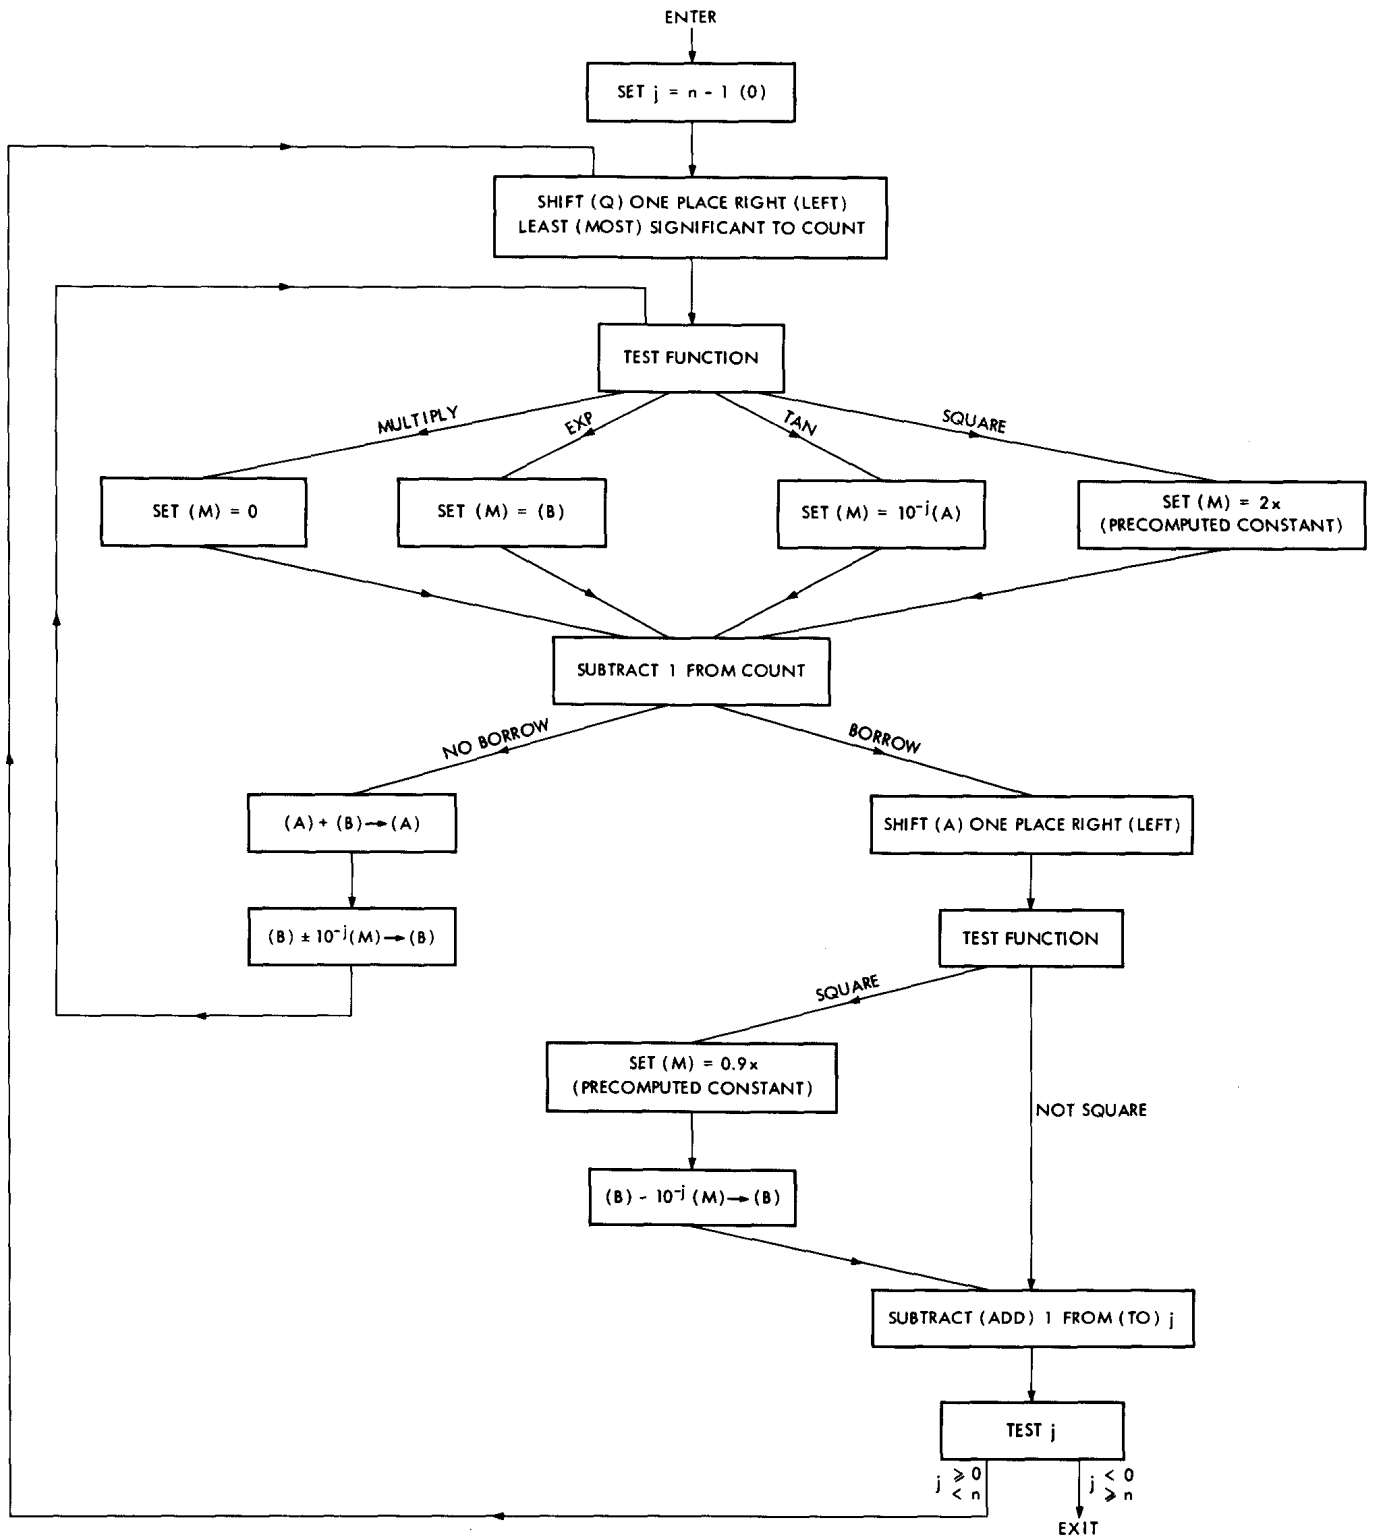 ENTER
SET j = n - 1 (0)
SHIFT (Q) ONE PLACE RIGHT (LEFT)
LEAST (MOST) SIGNIFICANT TO COUNT
TEST FUNCTION
MULTIPLY
EXP
TAN
SQUARE
SET (M) = 0
SET (M) = (B)
SET (M) = 10⁻ʲ(A)
SET (M) = 2x
(PRECOMPUTED CONSTANT)
SUBTRACT 1 FROM COUNT
NO BORROW
BORROW
(A) + (B) → (A)
SHIFT (A) ONE PLACE RIGHT (LEFT)
(B) ± 10⁻ʲ(M) → (B)
TEST FUNCTION
SQUARE
SET (M) = 0.9x
(PRECOMPUTED CONSTANT)
NOT SQUARE
(B) - 10⁻ʲ (M) → (B)
SUBTRACT (ADD) 1 FROM (TO) j
TEST j
j ⩾ 0
< n
j < 0
⩾ n
EXIT